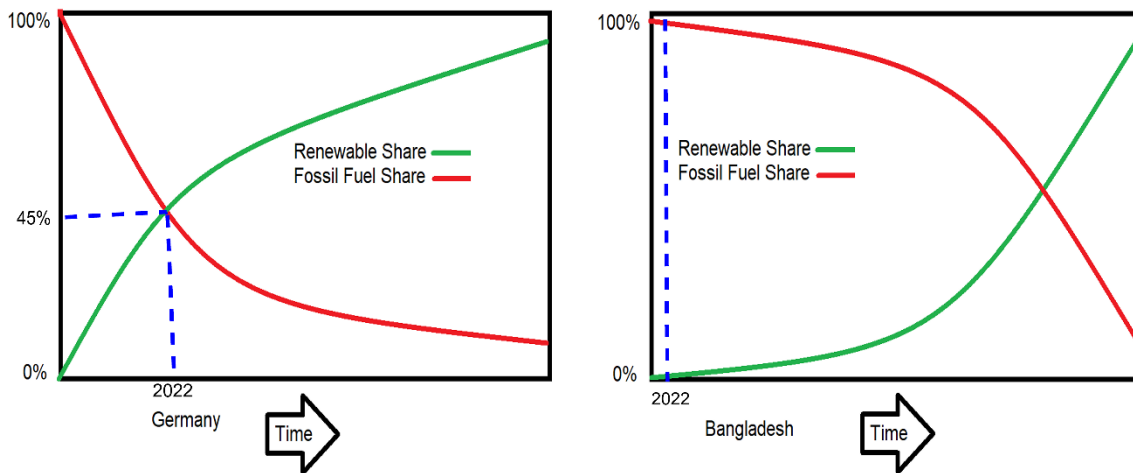 100%
Renewable Share
Fossil Fuel Share
45%
0%
2022
Germany
Time
100%
Renewable Share
Fossil Fuel Share
0%
2022
Bangladesh
Time